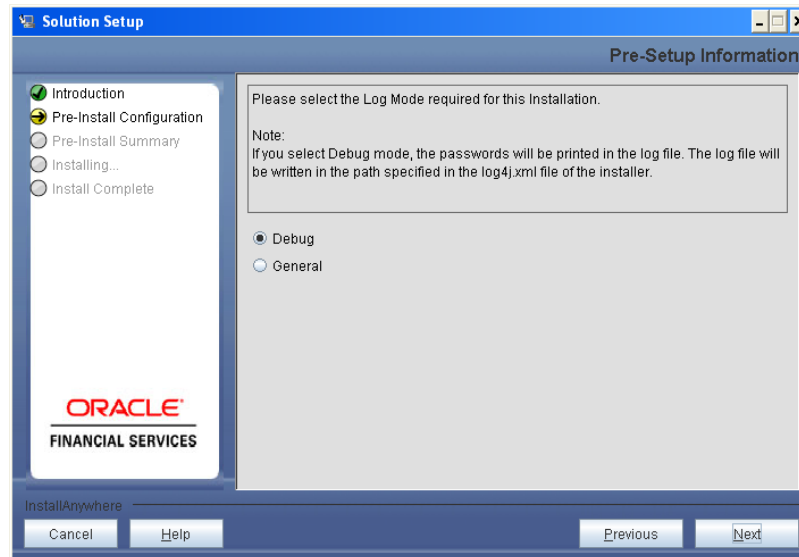 Solution Setup
Pre-Setup Information
Introduction
Pre-Install Configuration
Pre-Install Summary
Installing...
Install Complete
Please select the Log Mode required for this Installation.
Note:
If you select Debug mode, the passwords will be printed in the log file. The log file will
be written in the path specified in the log4j.xml file of the installer.
Debug
General
ORACLE
FINANCIAL SERVICES
InstallAnywhere
Cancel
Help
Previous
Next